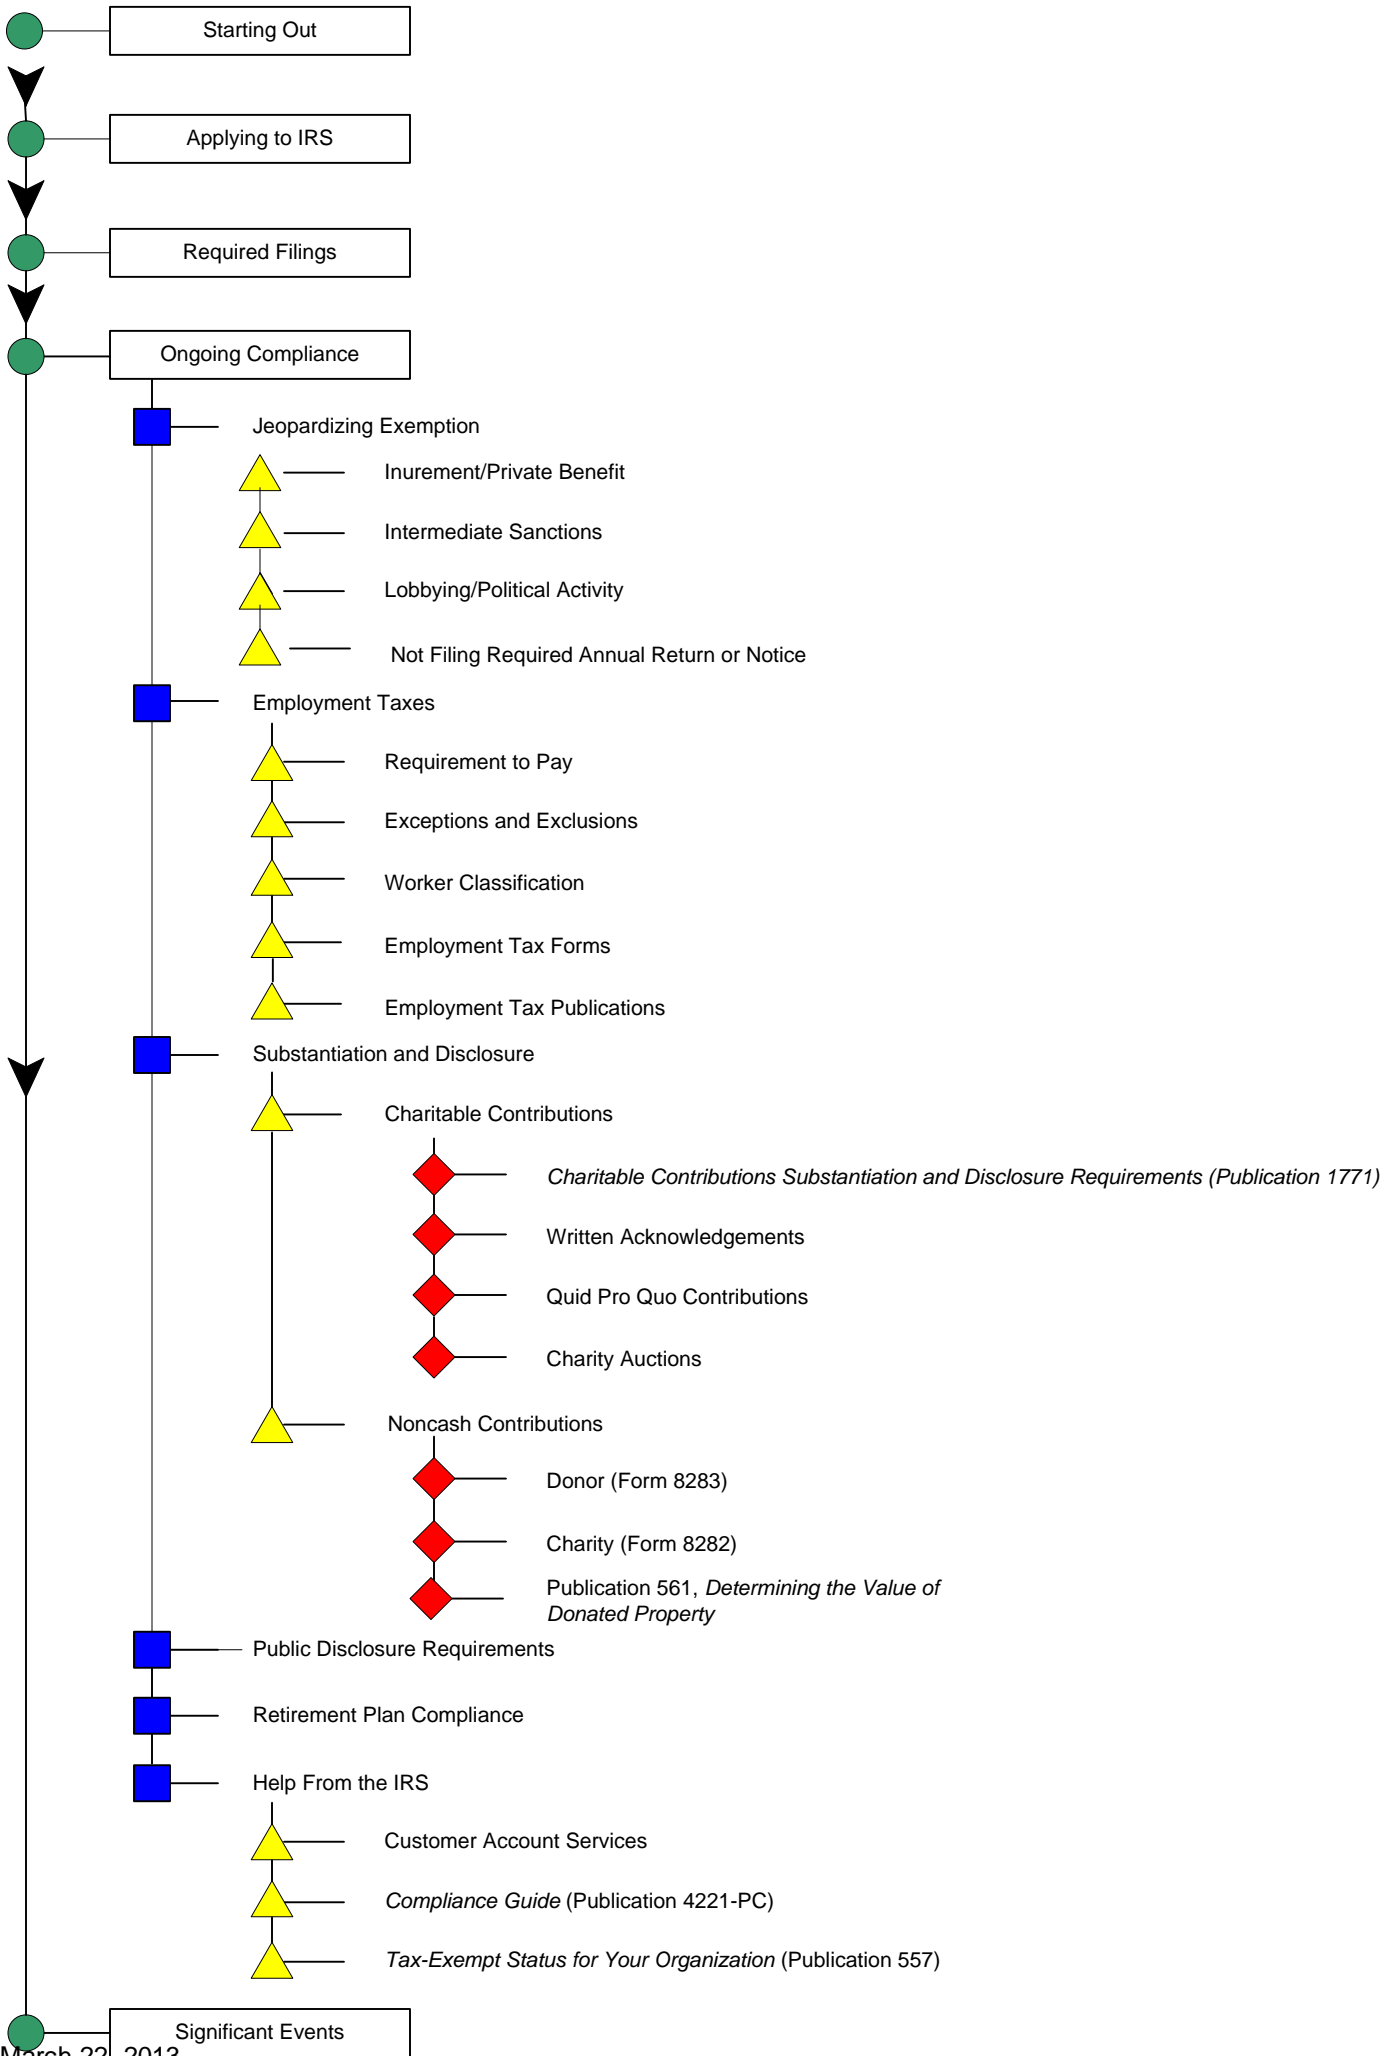 Starting Out
Applying to IRS
Required Filings
Ongoing Compliance
Jeopardizing Exemption
Inurement/Private Benefit
Intermediate Sanctions
Lobbying/Political Activity
Not Filing Required Annual Return or Notice
Employment Taxes
Requirement to Pay
Exceptions and Exclusions
Worker Classification
Employment Tax Forms
Employment Tax Publications
Substantiation and Disclosure
Charitable Contributions
Charitable Contributions Substantiation and Disclosure Requirements (Publication 1771)
Written Acknowledgements
Quid Pro Quo Contributions
Charity Auctions
Noncash Contributions
Donor (Form 8283)
Charity (Form 8282)
Publication 561, Determining the Value of
Donated Property
Public Disclosure Requirements
Retirement Plan Compliance
Help From the IRS
Customer Account Services
Compliance Guide (Publication 4221-PC)
Tax-Exempt Status for Your Organization (Publication 557)
Significant Events
March 22, 2013